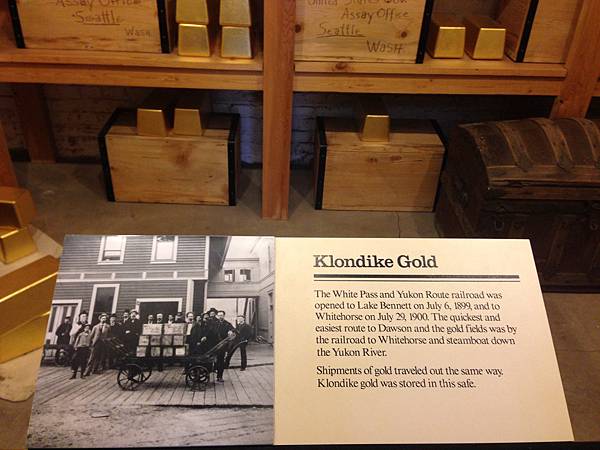 Assay Office
Seattle
WASH.
United States Gov.
Assay Office
Seattle
WASH
Klondike Gold
The White Pass and Yukon Route railroad was
opened to Lake Bennett on July 6, 1899, and to
Whitehorse on July 29, 1900. The quickest and
easiest route to Dawson and the gold fields was by
the railroad to Whitehorse and steamboat down
the Yukon River.
Shipments of gold traveled out the same way.
Klondike gold was stored in this safe.